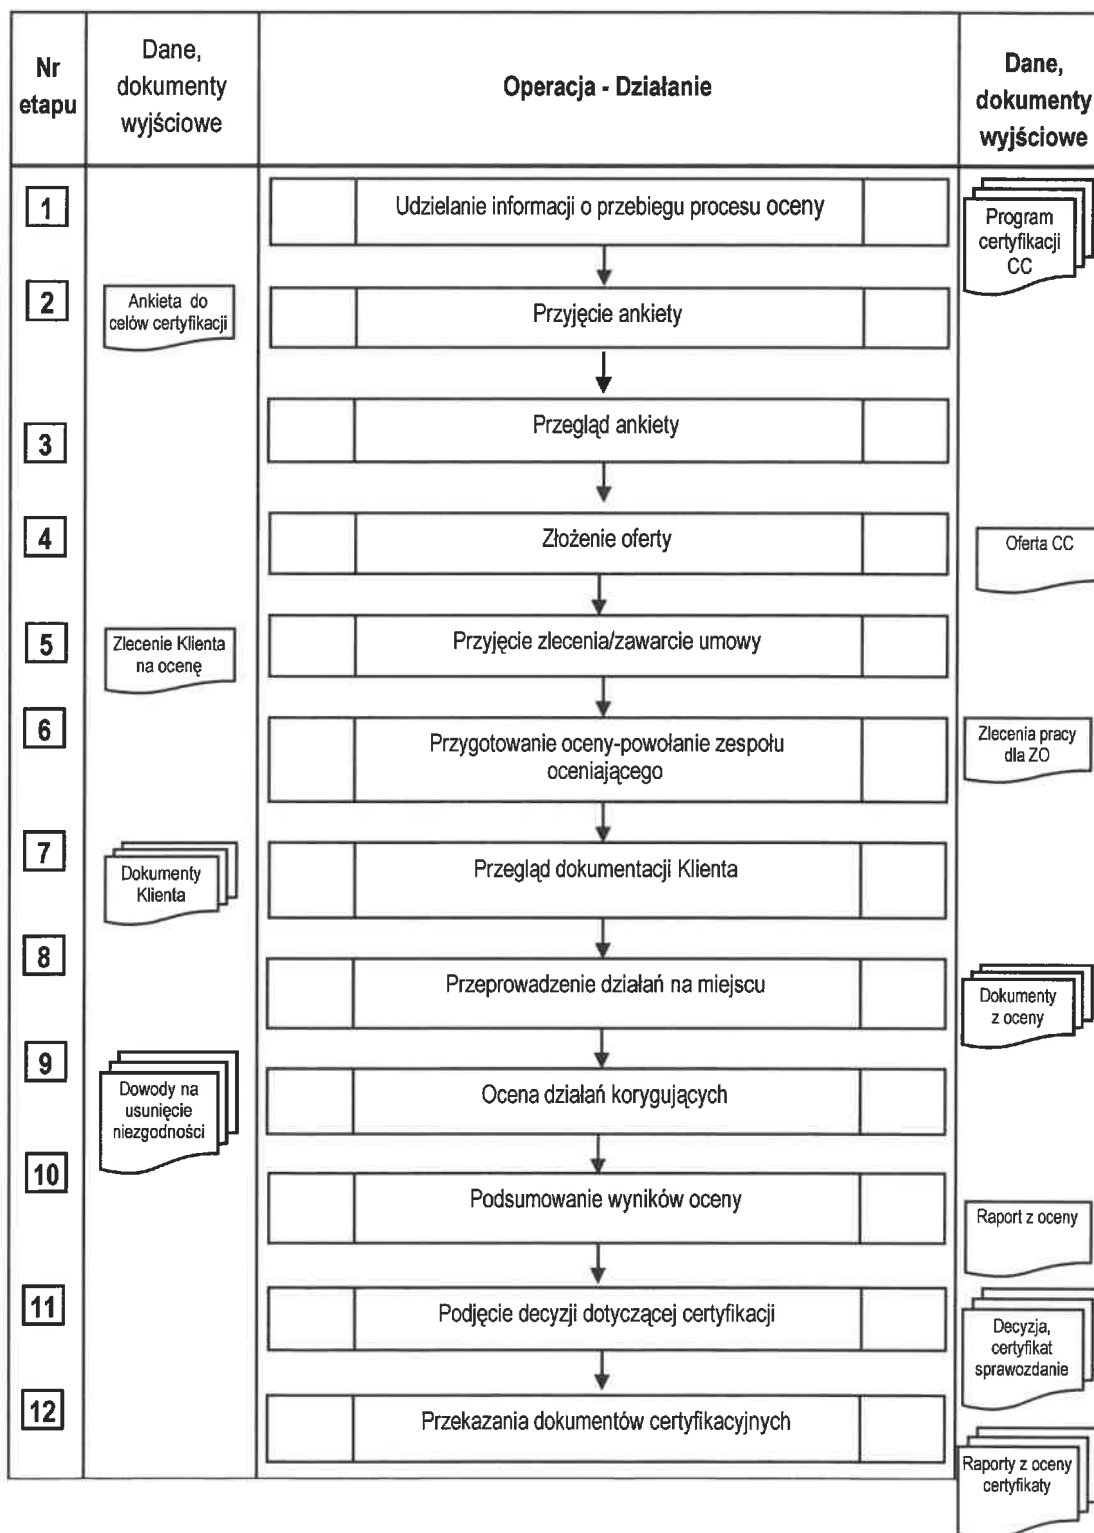 Nr
etapu
Dane,
dokumenty
wyjściowe
Operacja - Działanie
Dane,
dokumenty
wyjściowe
1
Udzielanie informacji o przebiegu procesu oceny
Program
certyfikacji
CC
2
Ankieta do
celów certyfikacji
Przyjęcie ankiety
3
Przegląd ankiety
4
Złożenie oferty
Oferta CC
5
Zlecenie Klienta
na ocenę
Przyjęcie zlecenia/zawarcie umowy
6
Przygotowanie oceny-powołanie zespołu
oceniającego
Zlecenia pracy
dla ZO
7
Dokumenty
Klienta
Przegląd dokumentacji Klienta
8
Przeprowadzenie działań na miejscu
Dokumenty
z oceny
9
Dowody na
usunięcie
niezgodności
Ocena działań korygujących
10
Podsumowanie wyników oceny
Raport z oceny
11
Podjęcie decyzji dotyczącej certyfikacji
Decyzja,
certyfikat
sprawozdanie
12
Przekazania dokumentów certyfikacyjnych
Raporty z oceny
certyfikaty